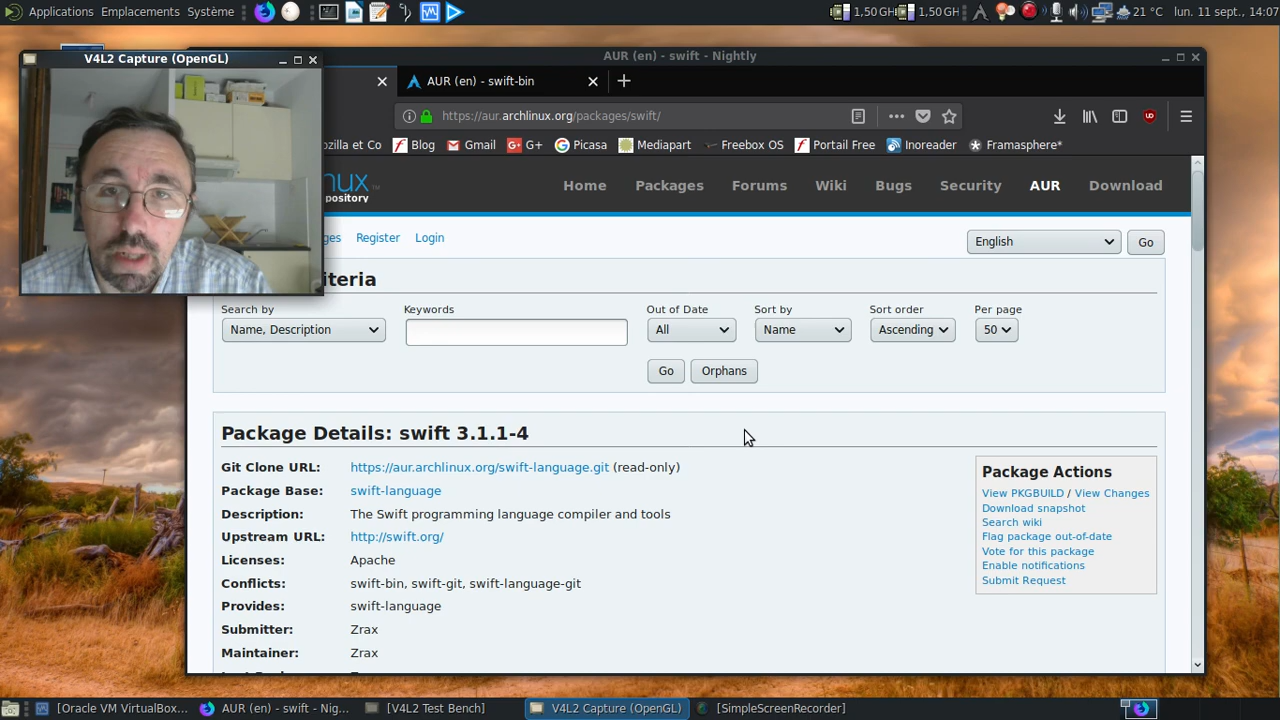 Applications Emplacements Système
1,50 GHz 1,50 GHz 21 °C lun. 11 sept., 14:07
V4L2 Capture (OpenGL)
AUR (en) - swift - Nightly
AUR (en) - swift-bin
https://aur.archlinux.org/packages/swift/
ozilla et Co Blog Gmail G+ Picasa Mediapart Freebox OS Portail Free Inoreader Framasphere*
nux™
pository
Home Packages Forums Wiki Bugs Security AUR Download
ges Register Login
English Go
iteria
Search by Keywords Out of Date Sort by Sort order Per page
Name, Description All Name Ascending 50
Go Orphans
Package Details: swift 3.1.1-4
Git Clone URL: https://aur.archlinux.org/swift-language.git (read-only)
Package Base: swift-language
Description: The Swift programming language compiler and tools
Upstream URL: http://swift.org/
Licenses: Apache
Conflicts: swift-bin, swift-git, swift-language-git
Provides: swift-language
Submitter: Zrax
Maintainer: Zrax
Package Actions
View PKGBUILD / View Changes
Download snapshot
Search wiki
Flag package out-of-date
Vote for this package
Enable notifications
Submit Request
[Oracle VM VirtualBox... AUR (en) - swift - Nig... [V4L2 Test Bench] V4L2 Capture (OpenGL) [SimpleScreenRecorder]